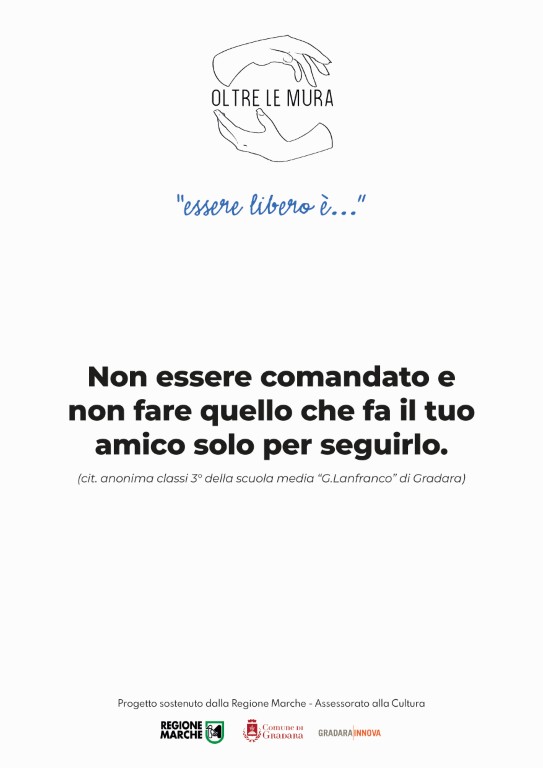 OLTRE LE MURA
"essere libero è..."
Non essere comandato e
non fare quello che fa il tuo
amico solo per seguirlo.
(cit. anonima classi 3° della scuola media “G.Lanfranco” di Gradara)
Progetto sostenuto dalla Regione Marche - Assessorato alla Cultura
REGIONE
MARCHE
Comune di
Gradara
GRADARA INNOVA